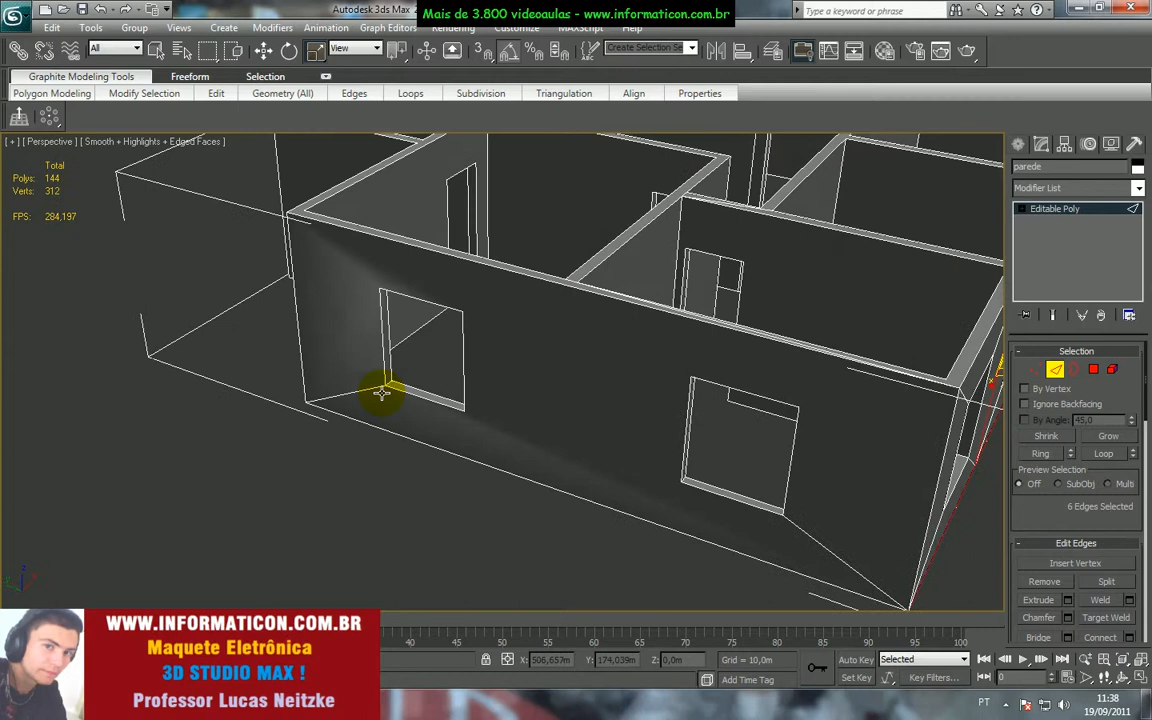 Autodesk 3ds Max 2
Mais de 3.800 videoaulas - www.informaticon.com.br
Type a keyword or phrase
Edit Tools Group Views Create Modifiers Animation Graph Editors Rendering Customize MAXScript Help
All View Create Selection Se
Graphite Modeling Tools Freeform Selection
Polygon Modeling Modify Selection Edit Geometry (All) Edges Loops Subdivision Triangulation Align Properties
[ + ] [ Perspective ] [ Smooth + Highlights + Edged Faces ]
Total
Polys: 144
Verts: 312
FPS: 284,197
parede
Modifier List
Editable Poly
Selection
By Vertex
Ignore Backfacing
By Angle: 45,0
Shrink Grow
Ring Loop
Preview Selection
Off SubObj Multi
6 Edges Selected
Edit Edges
Insert Vertex
Remove Split
Extrude Weld
Chamfer Target Weld
Bridge Connect
WWW.INFORMATICON.COM.BR
Maquete Eletrônica
3D STUDIO MAX !
Professor Lucas Neitzke
45 50 55 60 65 70 75 80 85 90 95 100
X: 506,657m Y: 174,039m Z: 0,0m Grid = 10,0m
Add Time Tag
Auto Key Selected
Set Key Key Filters...
0
PT 11:38
19/09/2011